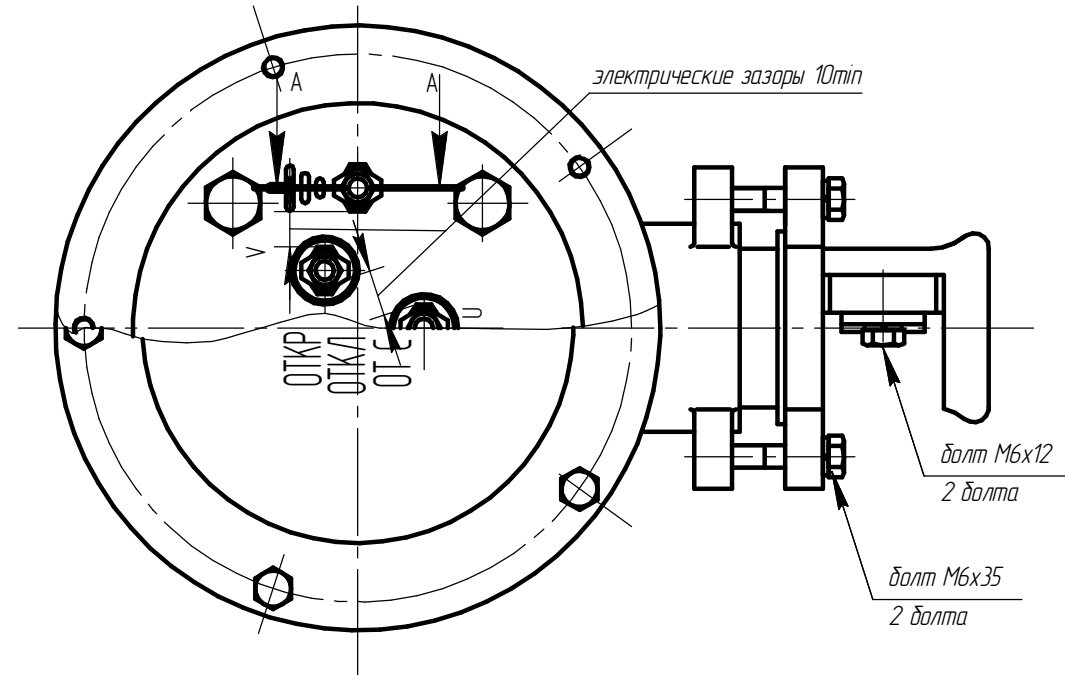 А
А
электрические зазоры 10min
V
U
ОТКР
ОТКЛ
ОТ С
болт М6х12
2 болта
болт М6х35
2 болта